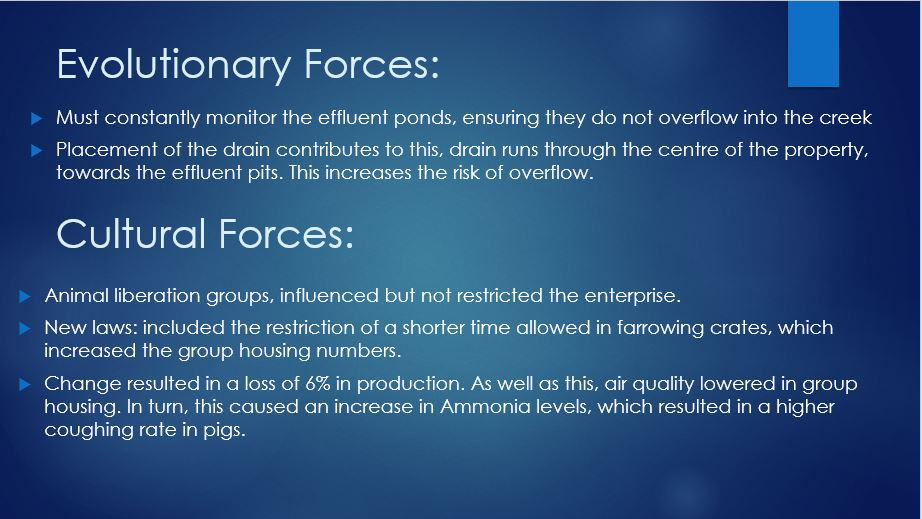 Evolutionary Forces:
Must constantly monitor the effluent ponds, ensuring they do not overflow into the creek
Placement of the drain contributes to this, drain runs through the centre of the property,
towards the effluent pits. This increases the risk of overflow.
Cultural Forces:
Animal liberation groups, influenced but not restricted the enterprise.
New laws: included the restriction of a shorter time allowed in farrowing crates, which
increased the group housing numbers.
Change resulted in a loss of 6% in production. As well as this, air quality lowered in group
housing. In turn, this caused an increase in Ammonia levels, which resulted in a higher
coughing rate in pigs.